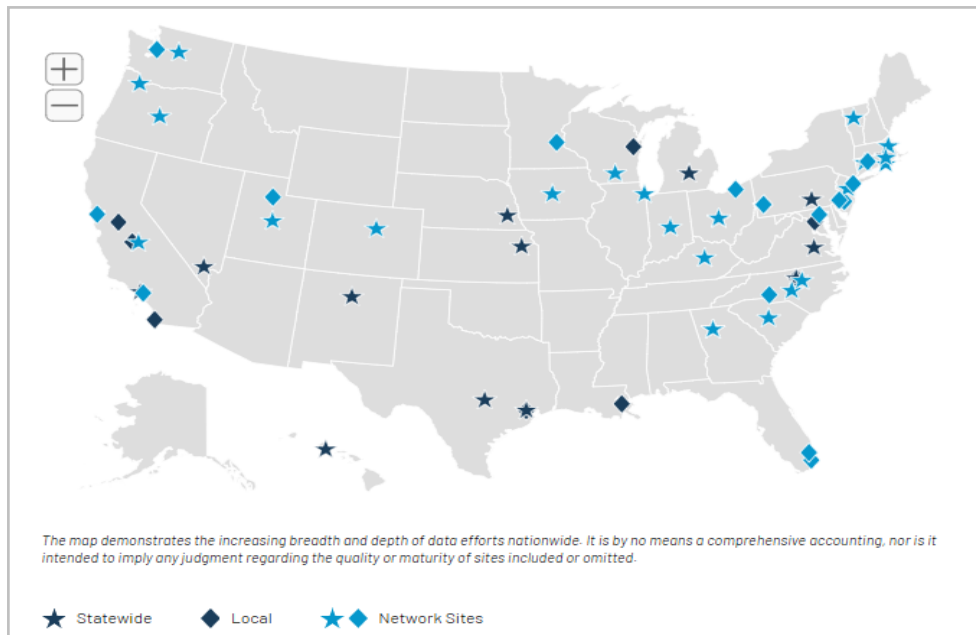 The map demonstrates the increasing breadth and depth of data efforts nationwide. It is by no means a comprehensive accounting, nor is it
intended to imply any judgment regarding the quality or maturity of sites included or omitted.
Statewide Local Network Sites